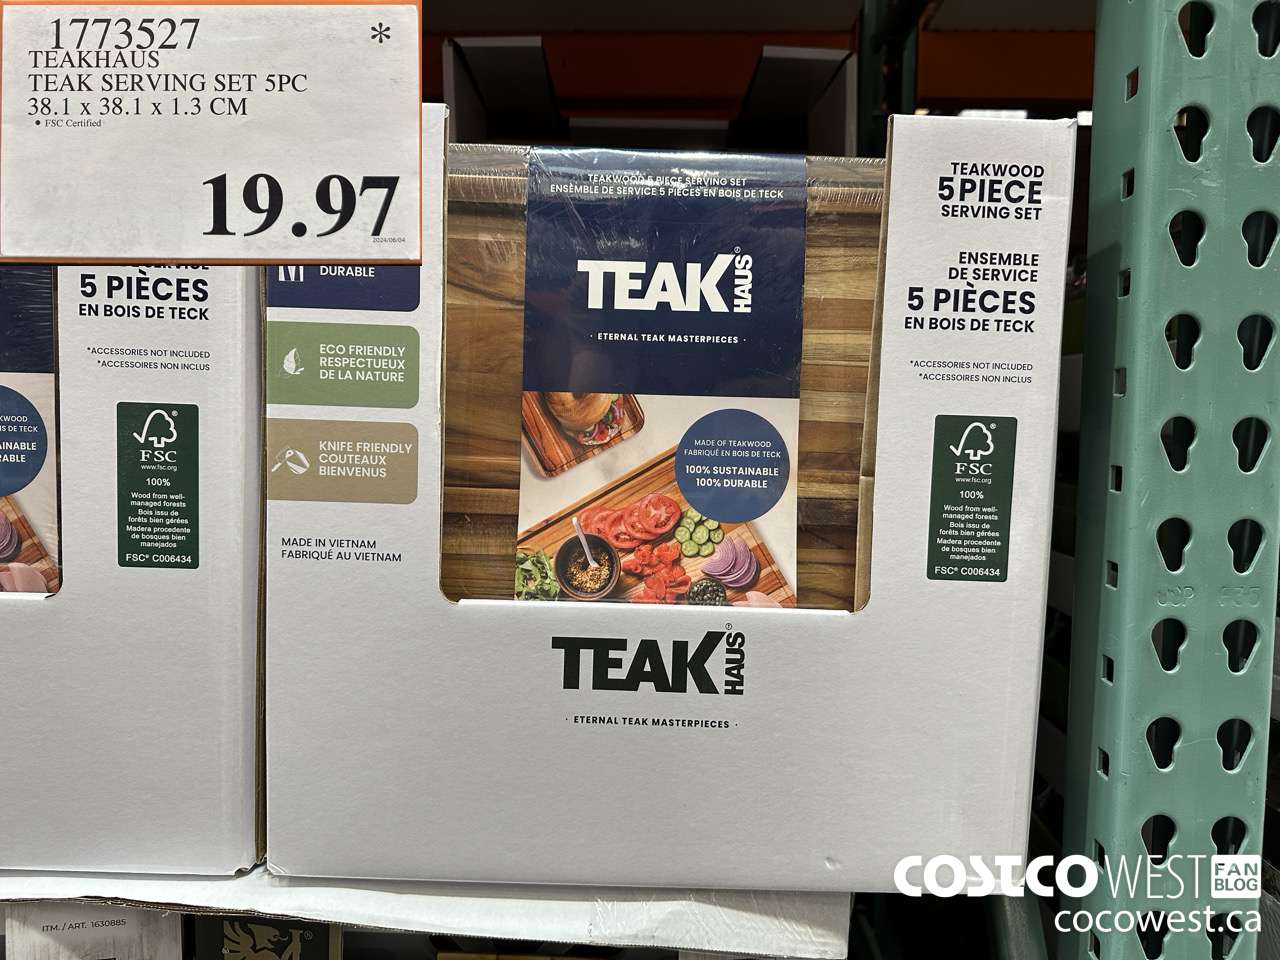 1773527 *
TEAKHAUS
TEAK SERVING SET 5PC
38.1 x 38.1 x 1.3 CM
• FSC Certified
19.97
2024/06/04
SERVICE
5 PIÈCES
EN BOIS DE TECK
*ACCESSORIES NOT INCLUDED
*ACCESSOIRES NON INCLUS
FSC
www.fsc.org
100%
Wood from well-
managed forests
Bois issu de
forêts bien gérées
Madera procedente
de bosques bien
manejados
FSC® C006434
DURABLE
ECO FRIENDLY
RESPECTUEUX
DE LA NATURE
KNIFE FRIENDLY
COUTEAUX
BIENVENUS
MADE IN VIETNAM
FABRIQUÉ AU VIETNAM
TEAKWOOD 5 PIECE SERVING SET
ENSEMBLE DE SERVICE 5 PIÈCES EN BOIS DE TECK
TEAK HAUS®
· ETERNAL TEAK MASTERPIECES ·
MADE OF TEAKWOOD
FABRIQUÉ EN BOIS DE TECK
100% SUSTAINABLE
100% DURABLE
TEAK HAUS®
· ETERNAL TEAK MASTERPIECES ·
TEAKWOOD
5 PIECE
SERVING SET
ENSEMBLE
DE SERVICE
5 PIÈCES
EN BOIS DE TECK
*ACCESSORIES NOT INCLUDED
*ACCESSOIRES NON INCLUS
FSC
www.fsc.org
100%
Wood from well-
managed forests
Bois issu de
forêts bien gérées
Madera procedente
de bosques bien
manejados
FSC® C006434
ITM. / ART. 1630885
COSTCO WEST FAN BLOG
cocowest.ca